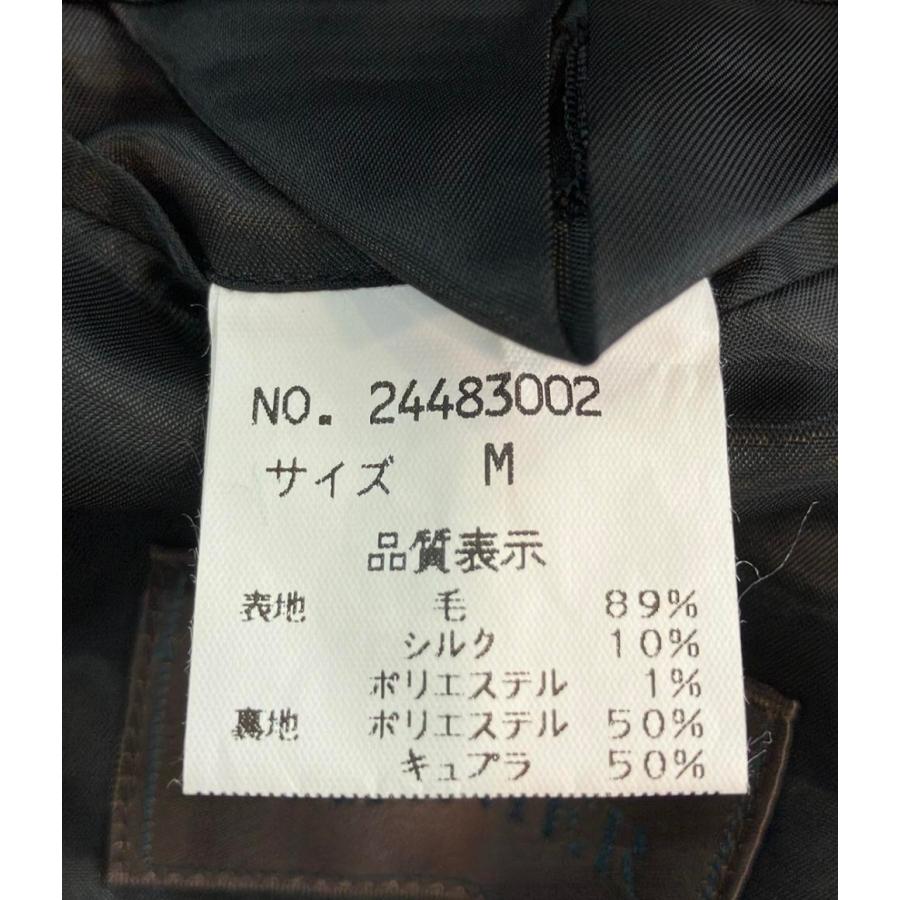 NO. 24483002
サイズ M
品質表示
表地 毛 89%
シルク 10%
ポリエステル 1%
裏地 ポリエステル 50%
キュプラ 50%